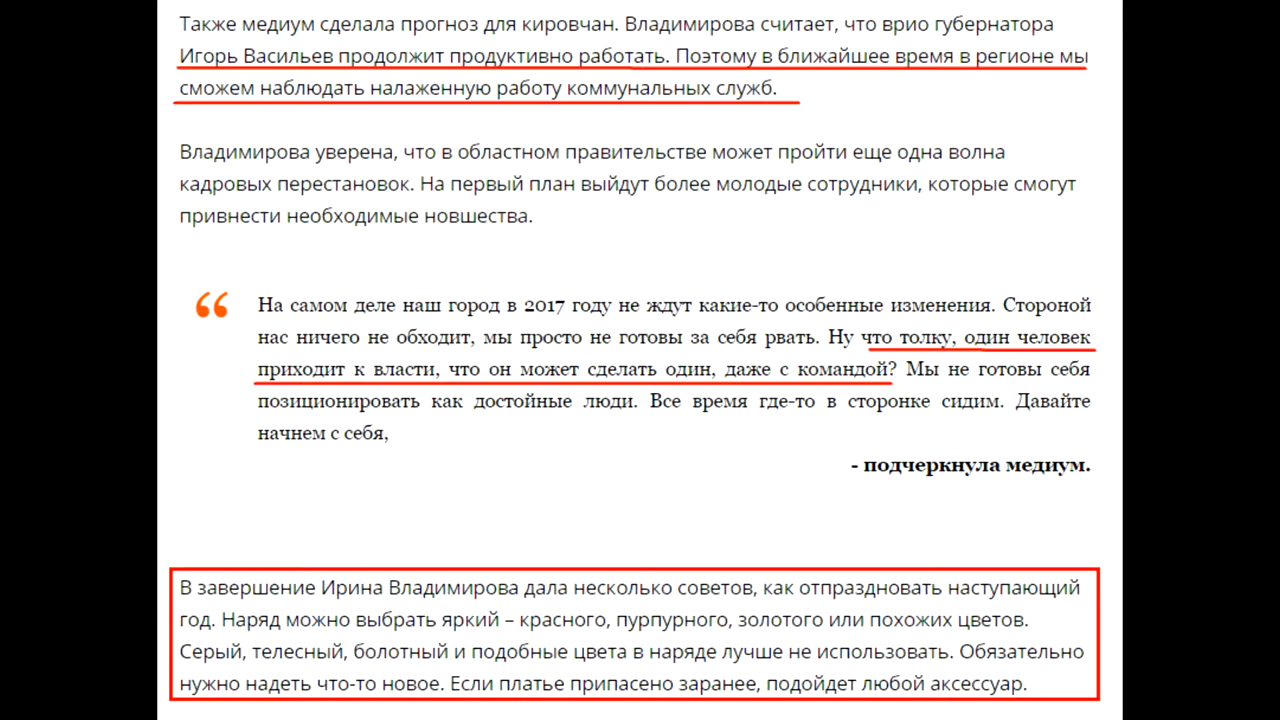 Также медиум сделала прогноз для кировчан. Владимирова считает, что врио губернатора
Игорь Васильев продолжит продуктивно работать. Поэтому в ближайшее время в регионе мы
сможем наблюдать налаженную работу коммунальных служб.
Владимирова уверена, что в областном правительстве может пройти еще одна волна
кадровых перестановок. На первый план выйдут более молодые сотрудники, которые смогут
привнести необходимые новшества.
“ На самом деле наш город в 2017 году не ждут какие-то особенные изменения. Стороной
нас ничего не обходит, мы просто не готовы за себя рвать. Ну что толку, один человек
приходит к власти, что он может сделать один, даже с командой? Мы не готовы себя
позиционировать как достойные люди. Все время где-то в сторонке сидим. Давайте
начнем с себя,
- подчеркнула медиум.
В завершение Ирина Владимирова дала несколько советов, как отпраздновать наступающий
год. Наряд можно выбрать яркий – красного, пурпурного, золотого или похожих цветов.
Серый, телесный, болотный и подобные цвета в наряде лучше не использовать. Обязательно
нужно надеть что-то новое. Если платье припасено заранее, подойдет любой аксессуар.